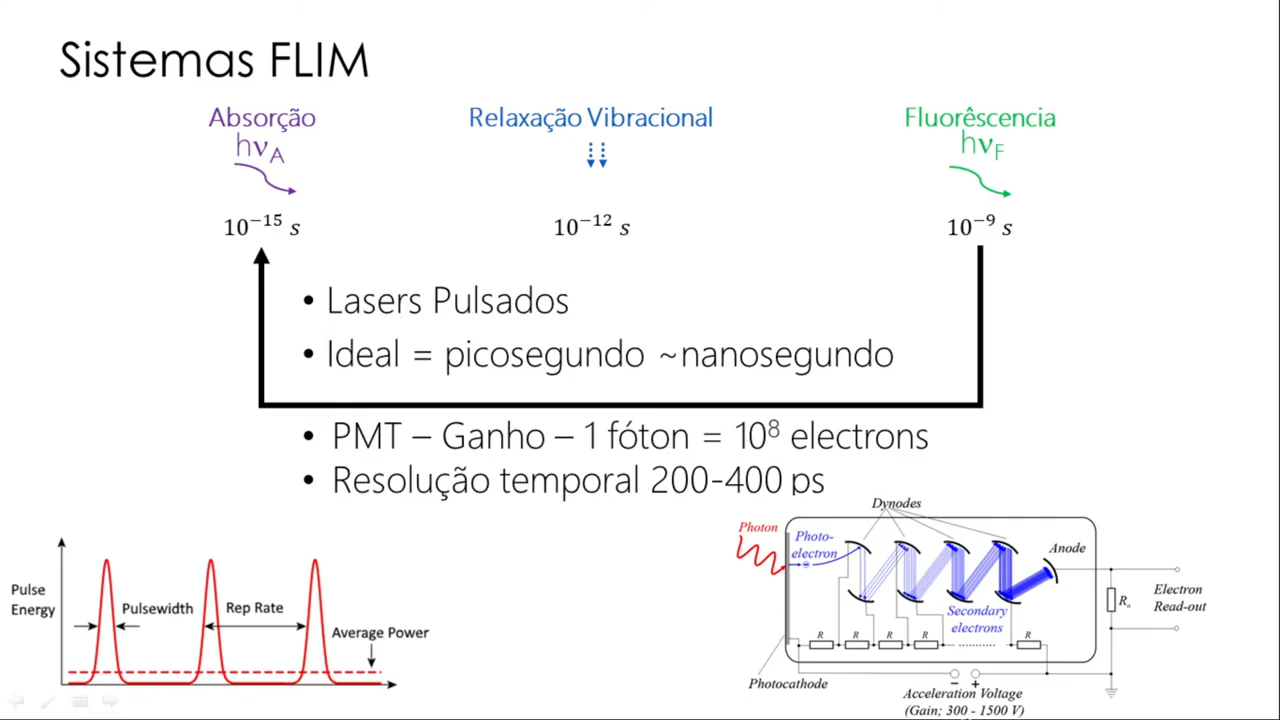 Sistemas FLIM
Absorção
hνA
10⁻¹⁵ s
Relaxação Vibracional
10⁻¹² s
Fluorêscencia
hνF
10⁻⁹ s
• Lasers Pulsados
• Ideal = picosegundo ~nanosegundo
• PMT – Ganho – 1 fóton = 10⁸ electrons
• Resolução temporal 200-400 ps
Pulse
Energy
Pulsewidth
Rep Rate
Average Power
Dynodes
Photon
Photo-
electron
Anode
Secondary
electrons
Rₐ
Electron
Read-out
R R R R R
Photocathode
− +
Acceleration Voltage
(Gain; 300 - 1500 V)